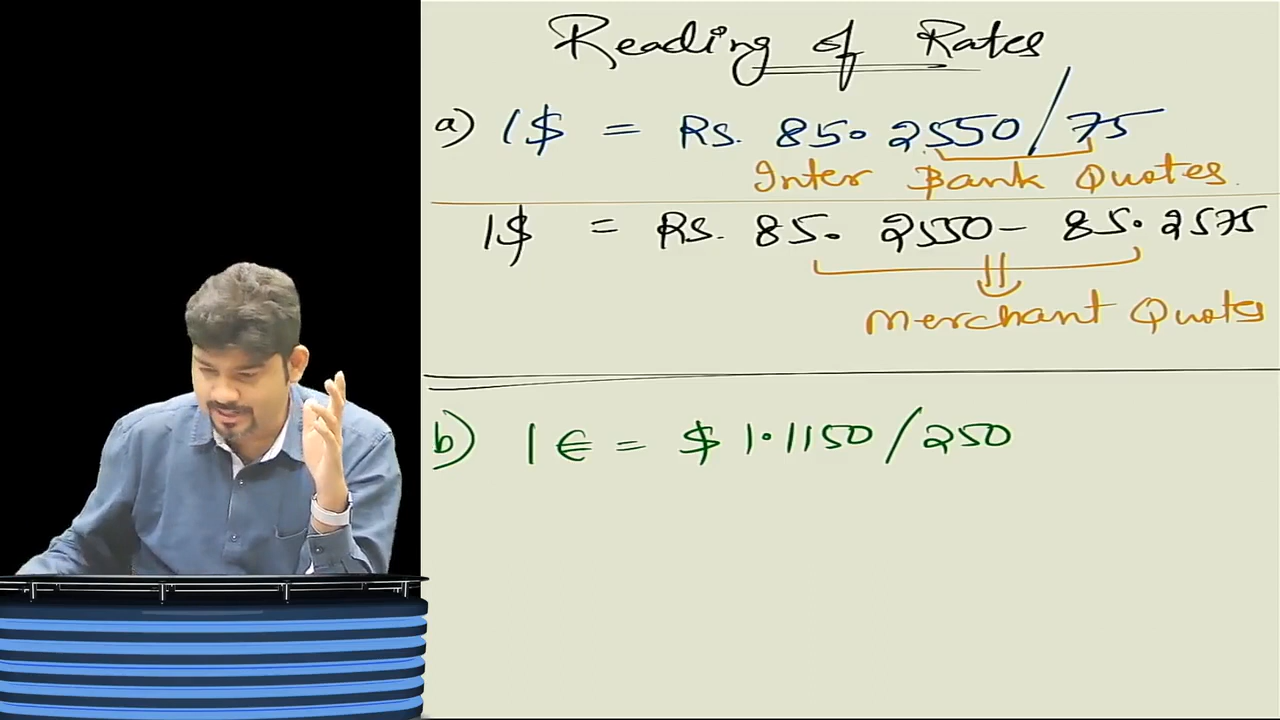 Reading of Rates
a) 1$ = Rs. 85.2550/75
Inter Bank Quotes.
1$ = Rs. 85.2550 - 85.2575
Merchant Quotes
b) 1€ = $ 1.1150/250